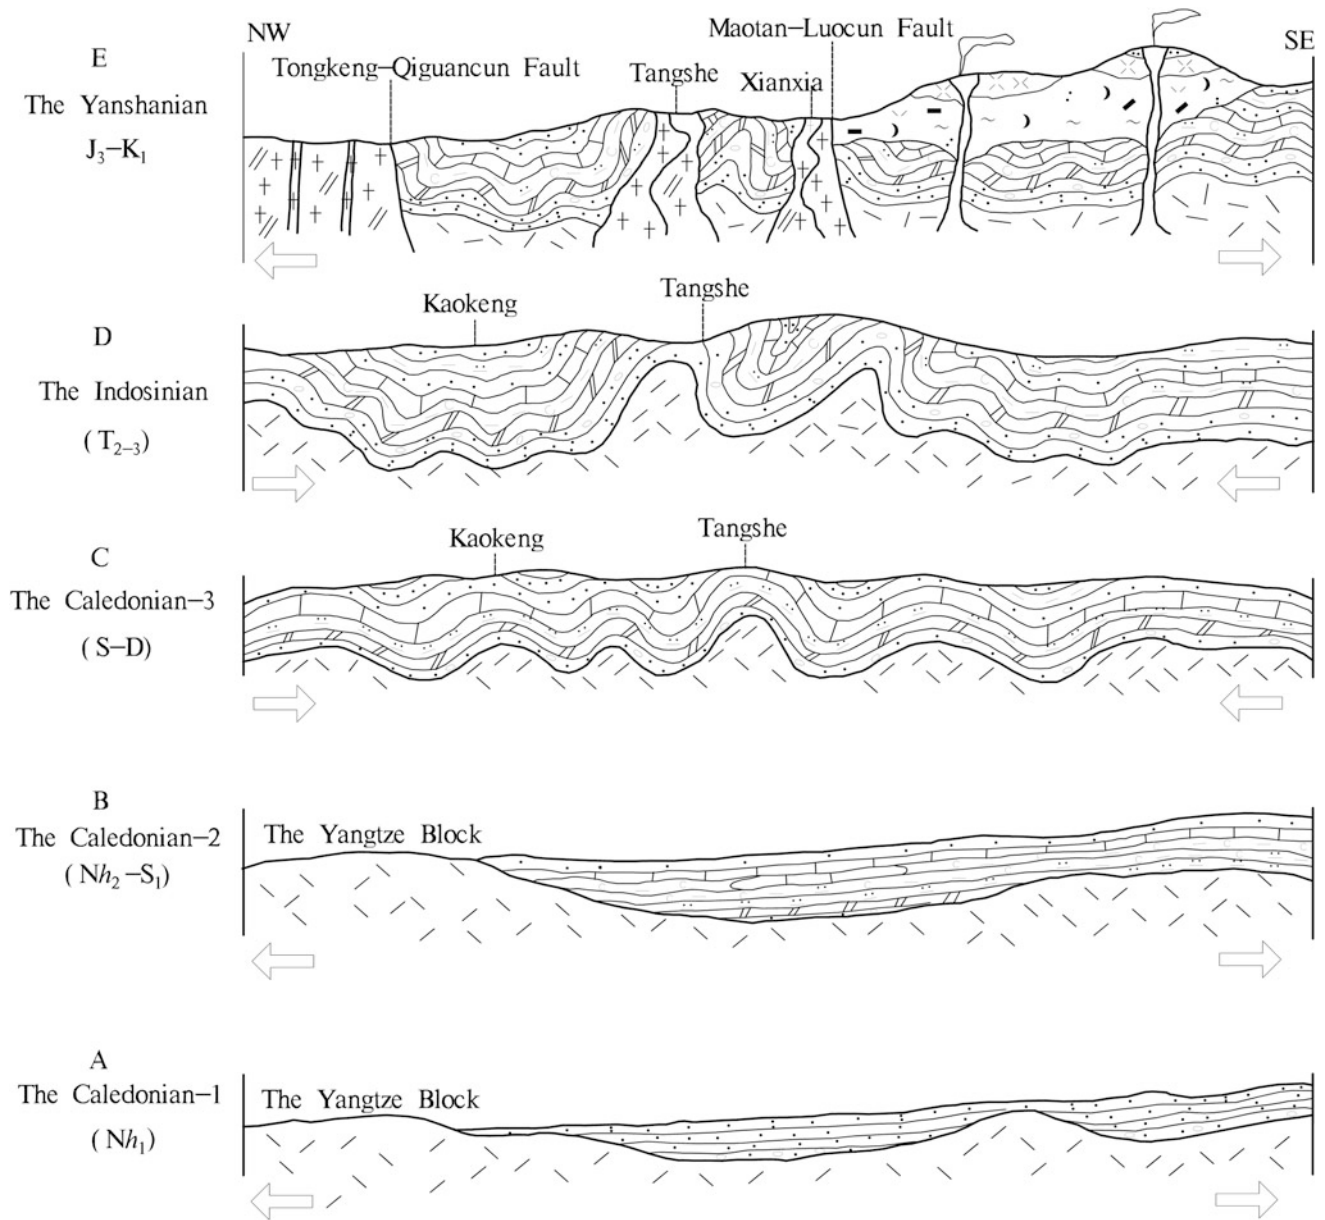 NW
SE
E
The Yanshanian
J₃–K₁
Tongkeng–Qiguancun Fault
Tangshe
Xianxia
Maotan–Luocun Fault
D
The Indosinian
(T₂₋₃)
Kaokeng
Tangshe
C
The Caledonian–3
(S–D)
Kaokeng
Tangshe
B
The Caledonian–2
(Nh₂–S₁)
The Yangtze Block
A
The Caledonian–1
(Nh₁)
The Yangtze Block